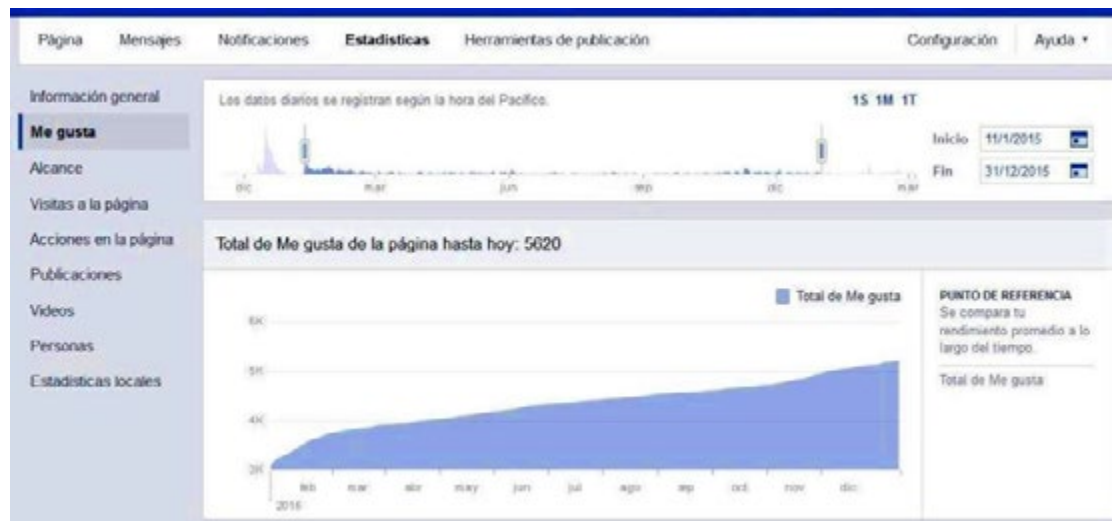 Página Mensajes Notificaciones Estadísticas Herramientas de publicación Configuración Ayuda
Información general
Me gusta
Alcance
Visitas a la página
Acciones en la página
Publicaciones
Videos
Personas
Estadísticas locales
Los datos diarios se registran según la hora del Pacífico.
1S 1M 1T
Inicio 11/1/2015
Fin 31/12/2015
dic mar jun sep dic mar
Total de Me gusta de la página hasta hoy: 5620
Total de Me gusta
6K
5K
4K
3K
feb mar abr may jun jul ago sep oct nov dic
PUNTO DE REFERENCIA
Se compara tu
rendimiento promedio a lo
largo del tiempo.
Total de Me gusta